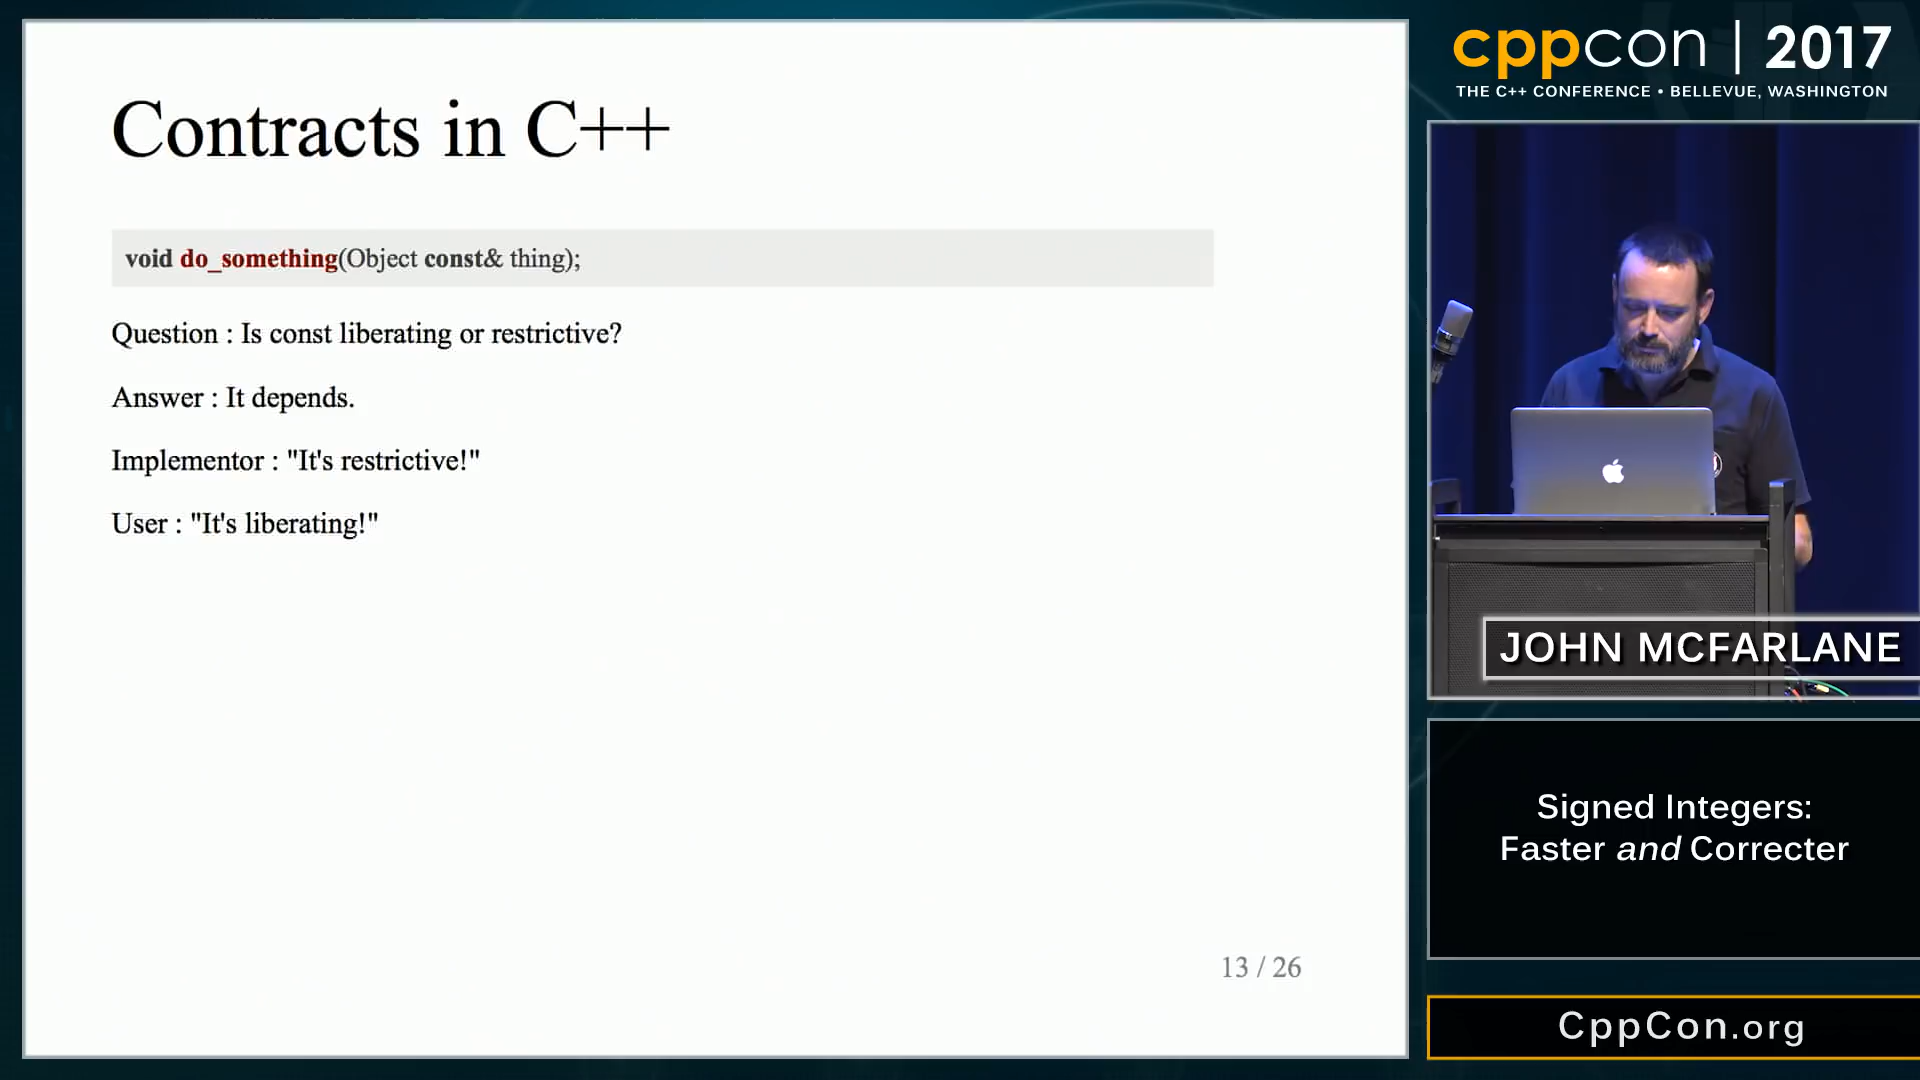 Contracts in C++
void do_something(Object const& thing);
Question : Is const liberating or restrictive?
Answer : It depends.
Implementor : "It's restrictive!"
User : "It's liberating!"
13 / 26
cppcon | 2017
THE C++ CONFERENCE • BELLEVUE, WASHINGTON
JOHN MCFARLANE
Signed Integers:
Faster and Correcter
CppCon.org